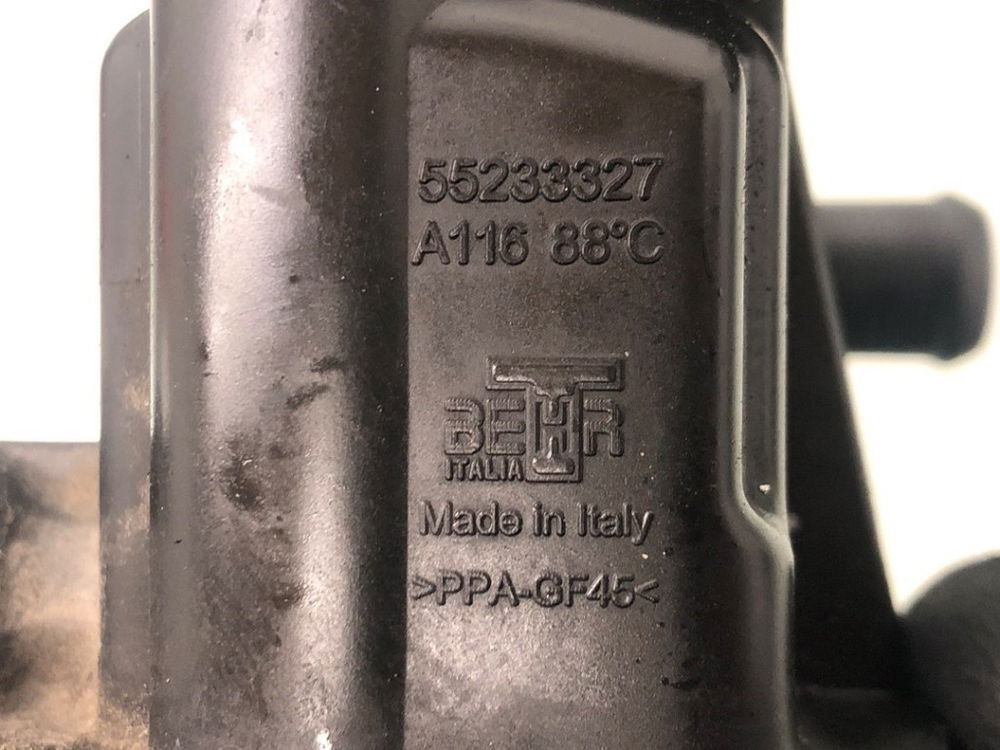 55233327
A116 88°C
BEHR
ITALIA
Made in Italy
>PPA-GF45<